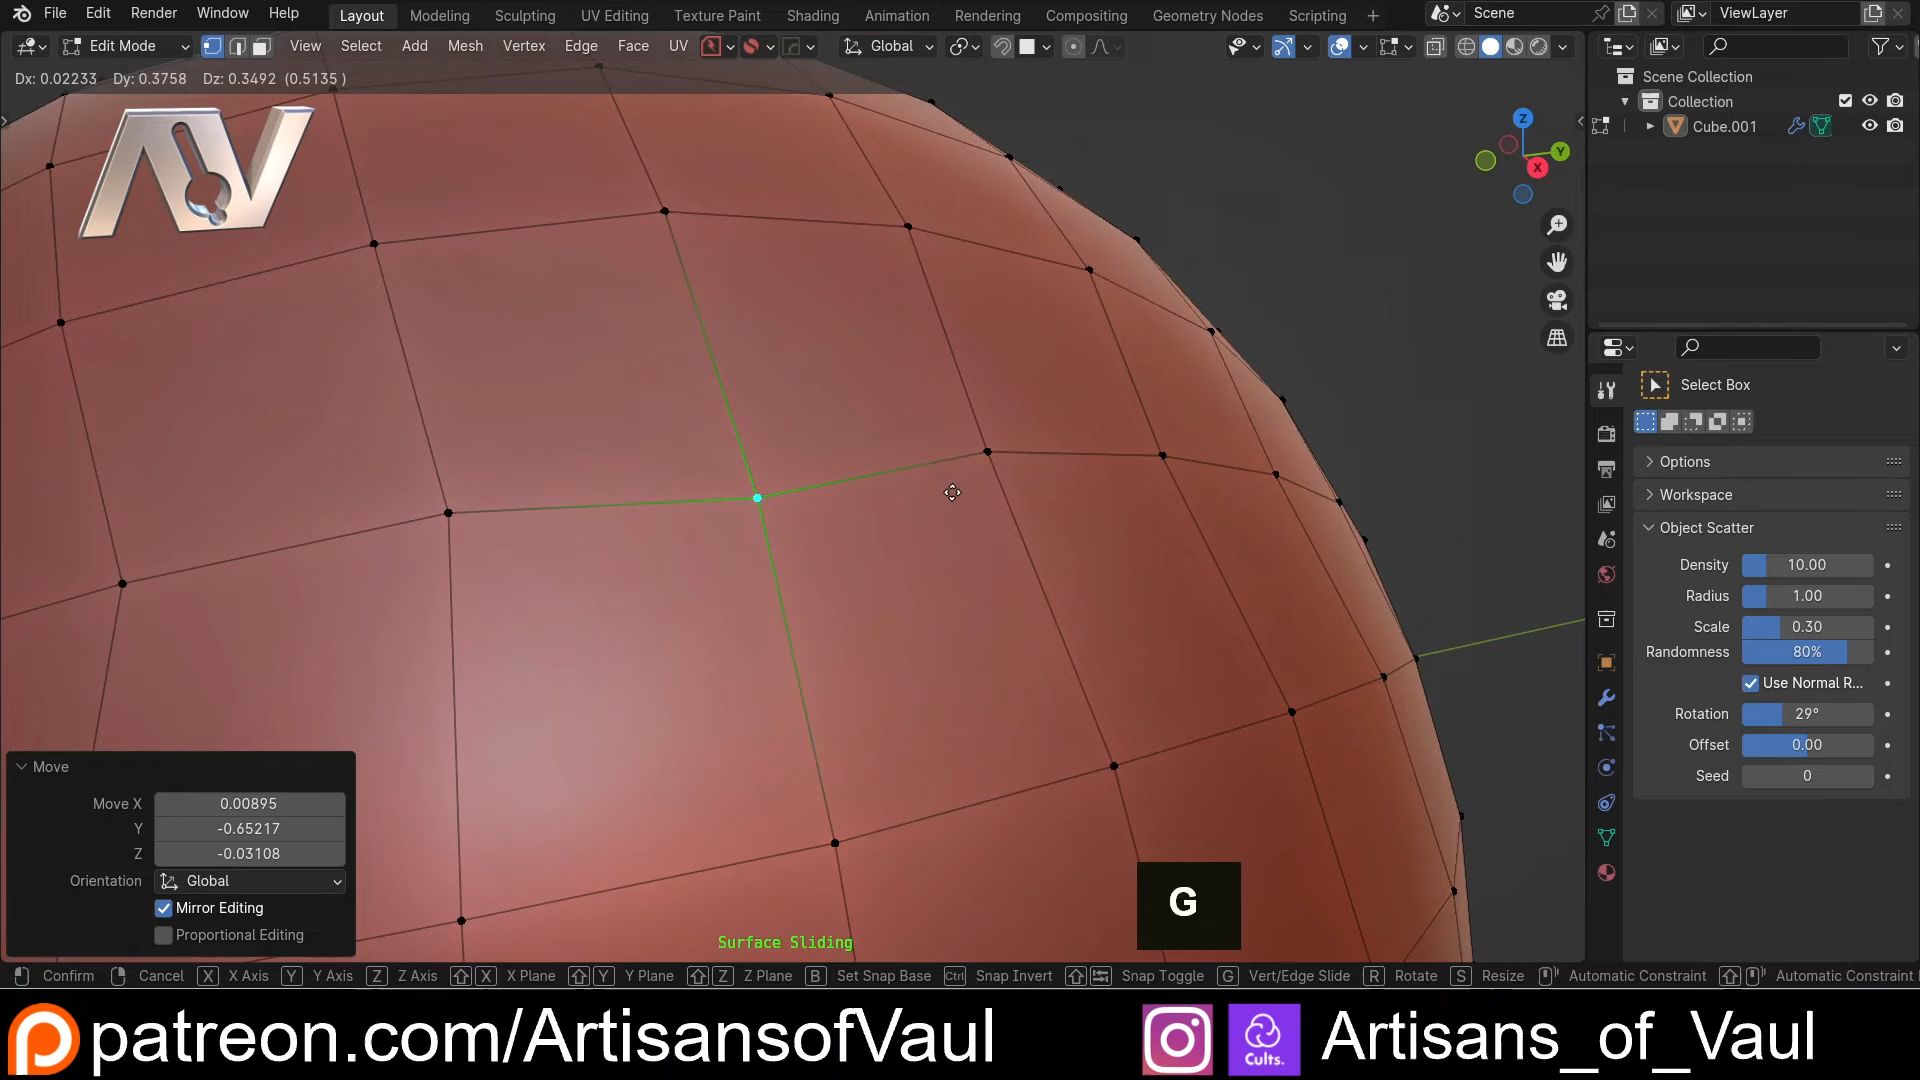 File Edit Render Window Help Layout Modeling Sculpting UV Editing Texture Paint Shading Animation Rendering Compositing Geometry Nodes Scripting + Scene ViewLayer
Edit Mode View Select Add Mesh Vertex Edge Face UV Global
Dx: 0.02233 Dy: 0.3758 Dz: 0.3492 (0.5135 )
Scene Collection
Collection
Cube.001
AV
Z
Y
X
Select Box
Options
Workspace
Object Scatter
Density 10.00
Radius 1.00
Scale 0.30
Randomness 80%
Use Normal R...
Rotation 29°
Offset 0.00
Seed 0
Move
Move X 0.00895
Y -0.65217
Z -0.03108
Orientation Global
Mirror Editing
Proportional Editing
G
Surface Sliding
Confirm Cancel X X Axis Y Y Axis Z Z Axis X X Plane Y Y Plane Z Z Plane B Set Snap Base Ctrl Snap Invert Snap Toggle G Vert/Edge Slide R Rotate S Resize Automatic Constraint Automatic Constraint
patreon.com/ArtisansofVaul Cults. Artisans_of_Vaul